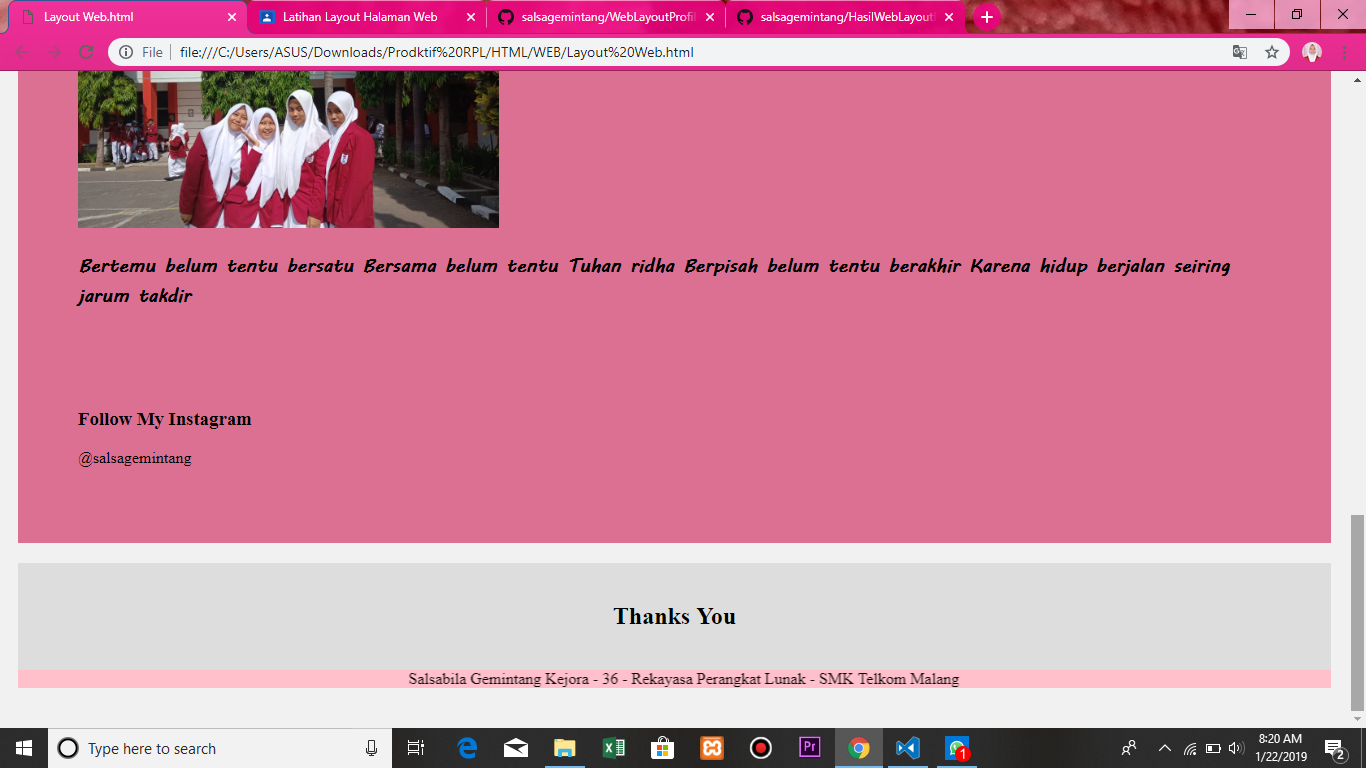 Layout Web.html
Latihan Layout Halaman Web
salsagemintang/WebLayoutProfil
salsagemintang/HasilWebLayout
File
file:///C:/Users/ASUS/Downloads/Prodktif%20RPL/HTML/WEB/Layout%20Web.html
Bertemu belum tentu bersatu Bersama belum tentu Tuhan ridha Berpisah belum tentu berakhir Karena hidup berjalan seiring
jarum takdir
Follow My Instagram
@salsagemintang
Thanks You
Salsabila Gemintang Kejora - 36 - Rekayasa Perangkat Lunak - SMK Telkom Malang
Type here to search
Pr
1
8:20 AM
1/22/2019
2